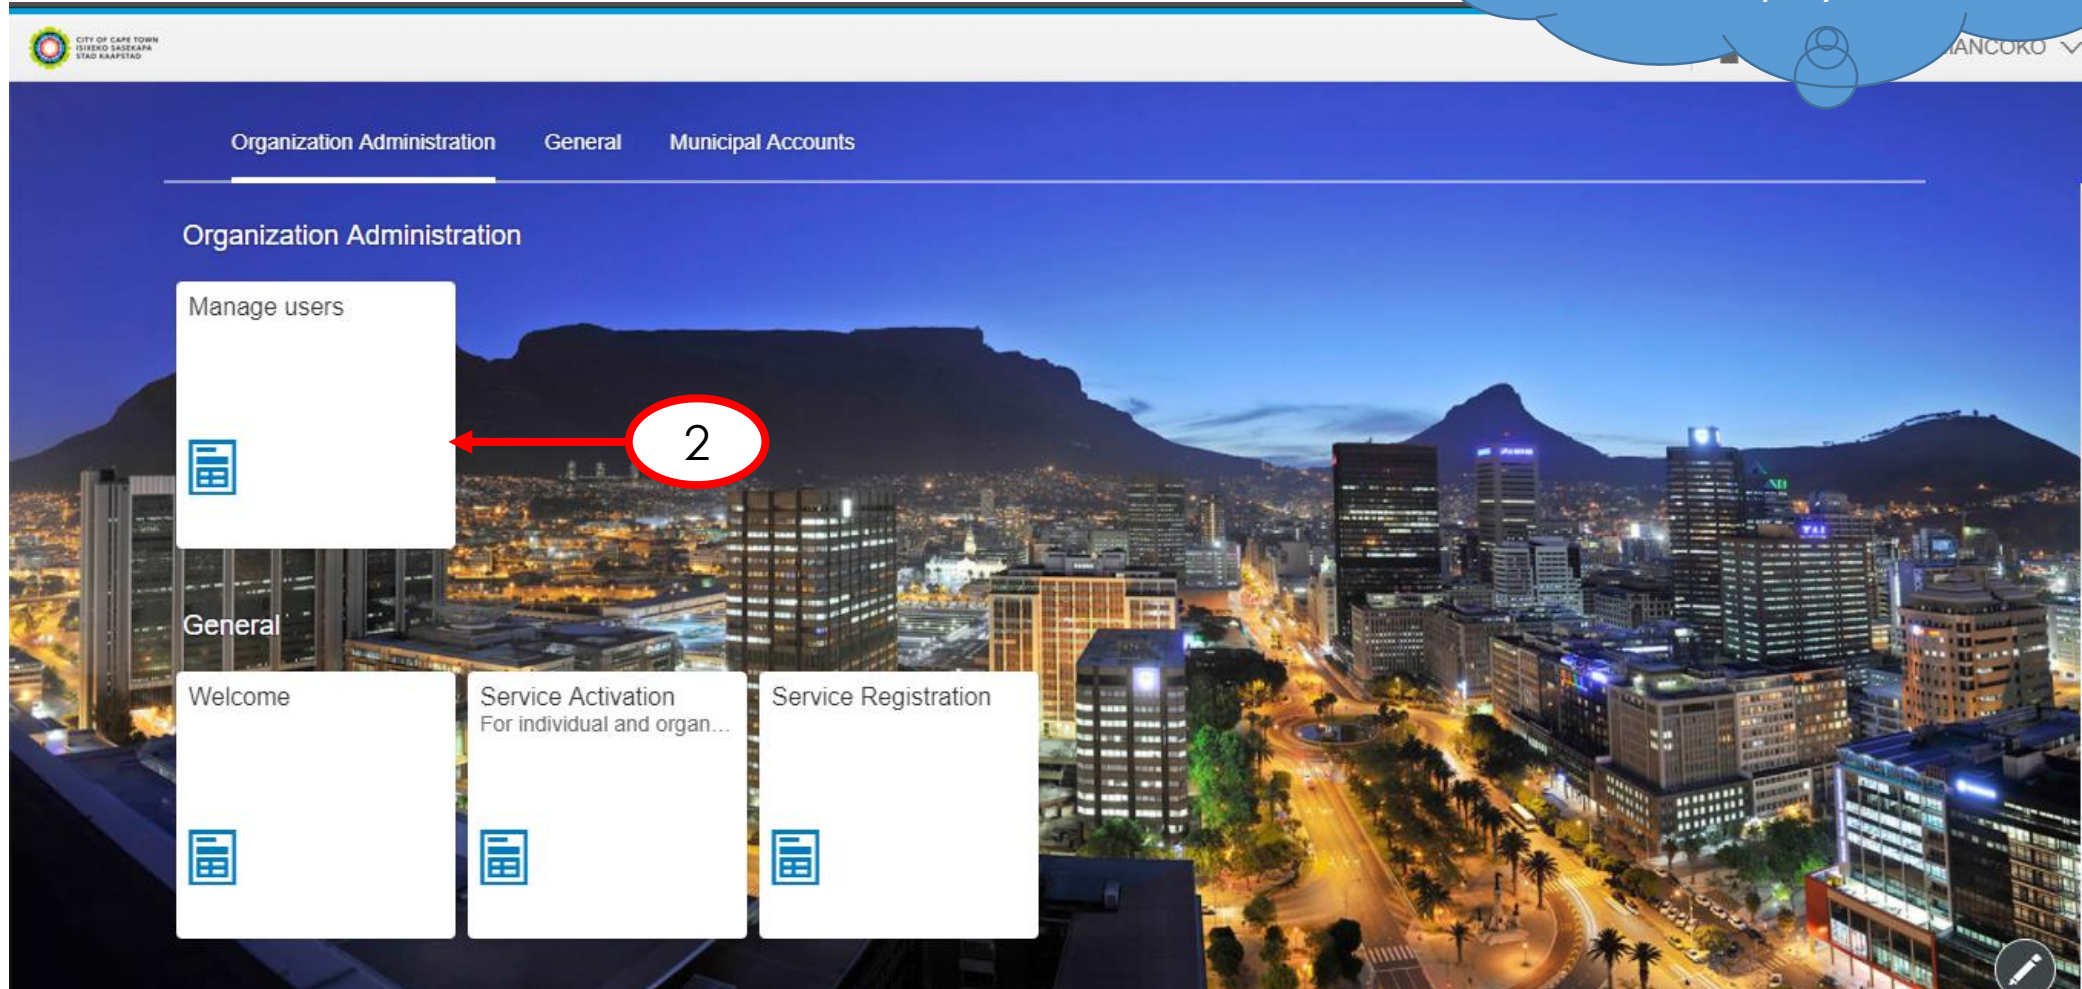 CITY OF CAPE TOWN
ISIXEKO SASEKAPA
STAD KAAPSTAD
ANCOKO
Organization Administration
General
Municipal Accounts
Organization Administration
Manage users
2
General
Welcome
Service Activation
For individual and organ...
Service Registration